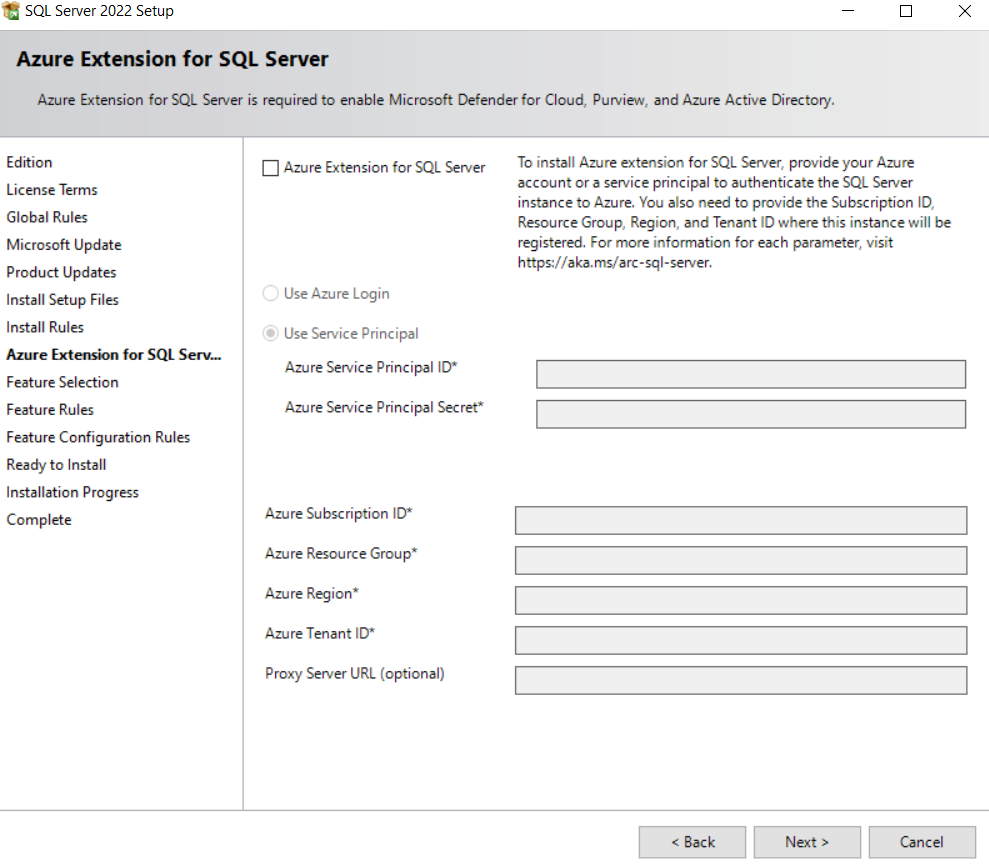 SQL Server 2022 Setup
Azure Extension for SQL Server
Azure Extension for SQL Server is required to enable Microsoft Defender for Cloud, Purview, and Azure Active Directory.
Edition
License Terms
Global Rules
Microsoft Update
Product Updates
Install Setup Files
Install Rules
Azure Extension for SQL Serv...
Feature Selection
Feature Rules
Feature Configuration Rules
Ready to Install
Installation Progress
Complete
Azure Extension for SQL Server
To install Azure extension for SQL Server, provide your Azure
account or a service principal to authenticate the SQL Server
instance to Azure. You also need to provide the Subscription ID,
Resource Group, Region, and Tenant ID where this instance will be
registered. For more information for each parameter, visit
https://aka.ms/arc-sql-server.
Use Azure Login
Use Service Principal
Azure Service Principal ID*
Azure Service Principal Secret*
Azure Subscription ID*
Azure Resource Group*
Azure Region*
Azure Tenant ID*
Proxy Server URL (optional)
< Back
Next >
Cancel